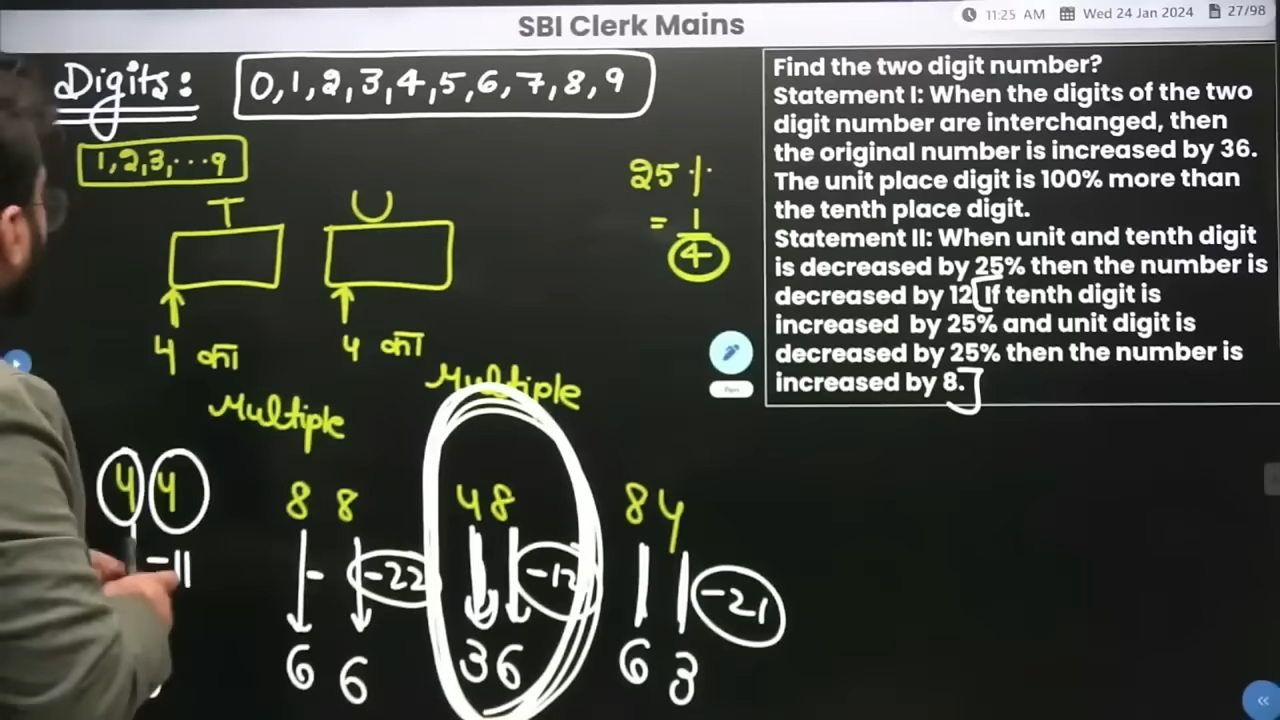 SBI Clerk Mains
11:25 AM Wed 24 Jan 2024 27/98
Digits: 0,1,2,3,4,5,6,7,8,9
1,2,3,...9
T U
4 का Multiple
4 का Multiple
25 %
= 1/4
Find the two digit number?
Statement I: When the digits of the two
digit number are interchanged, then
the original number is increased by 36.
The unit place digit is 100% more than
the tenth place digit.
Statement II: When unit and tenth digit
is decreased by 25% then the number is
decreased by 12[If tenth digit is
increased by 25% and unit digit is
decreased by 25% then the number is
increased by 8.]
4 4 8 8 4 8 8 4
-11 -22 -12 -21
6 6 3 6 6 3